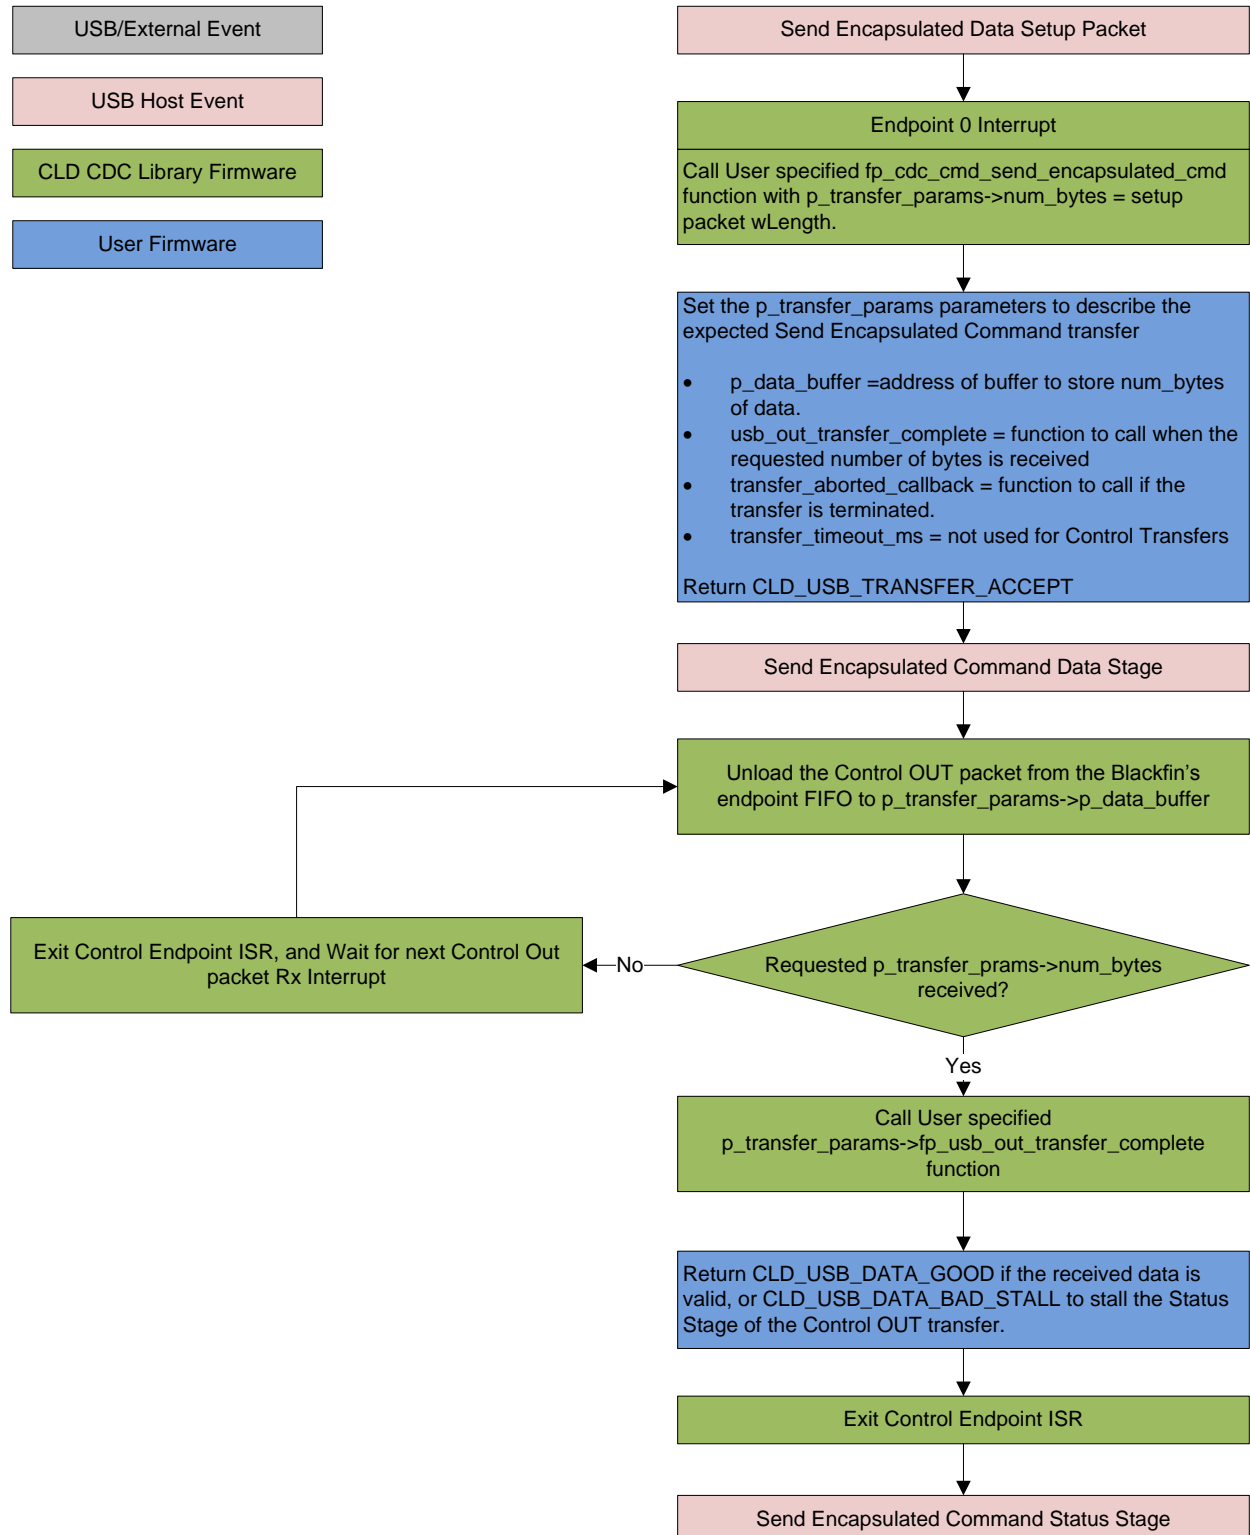 USB/External Event
USB Host Event
CLD CDC Library Firmware
User Firmware
Send Encapsulated Data Setup Packet
Endpoint 0 Interrupt
Call User specified fp_cdc_cmd_send_encapsulated_cmd
function with p_transfer_params->num_bytes = setup
packet wLength.
Set the p_transfer_params parameters to describe the
expected Send Encapsulated Command transfer
• p_data_buffer =address of buffer to store num_bytes
of data.
• usb_out_transfer_complete = function to call when the
requested number of bytes is received
• transfer_aborted_callback = function to call if the
transfer is terminated.
• transfer_timeout_ms = not used for Control Transfers
Return CLD_USB_TRANSFER_ACCEPT
Send Encapsulated Command Data Stage
Unload the Control OUT packet from the Blackfin's
endpoint FIFO to p_transfer_params->p_data_buffer
Exit Control Endpoint ISR, and Wait for next Control Out
packet Rx Interrupt
No
Requested p_transfer_prams->num_bytes
received?
Yes
Call User specified
p_transfer_params->fp_usb_out_transfer_complete
function
Return CLD_USB_DATA_GOOD if the received data is
valid, or CLD_USB_DATA_BAD_STALL to stall the Status
Stage of the Control OUT transfer.
Exit Control Endpoint ISR
Send Encapsulated Command Status Stage